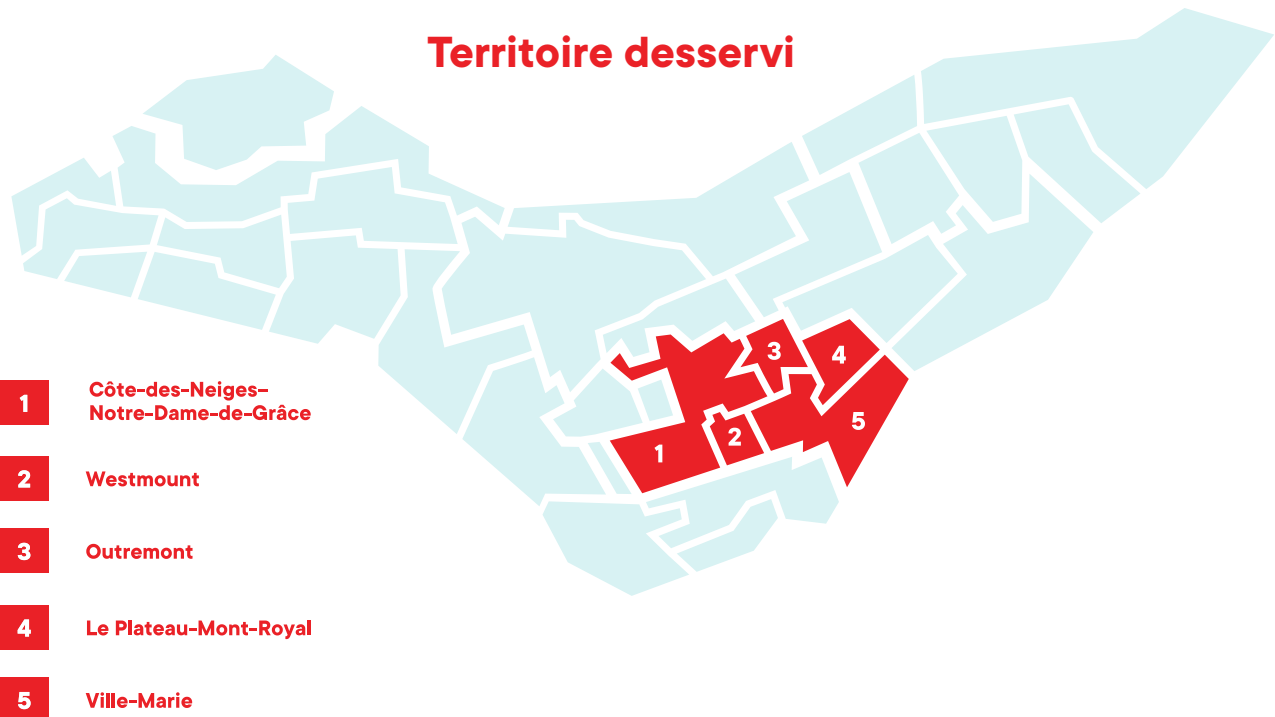 Territoire desservi
3
4
5
2
1
1 Côte-des-Neiges–
Notre-Dame-de-Grâce
2 Westmount
3 Outremont
4 Le Plateau-Mont-Royal
5 Ville-Marie